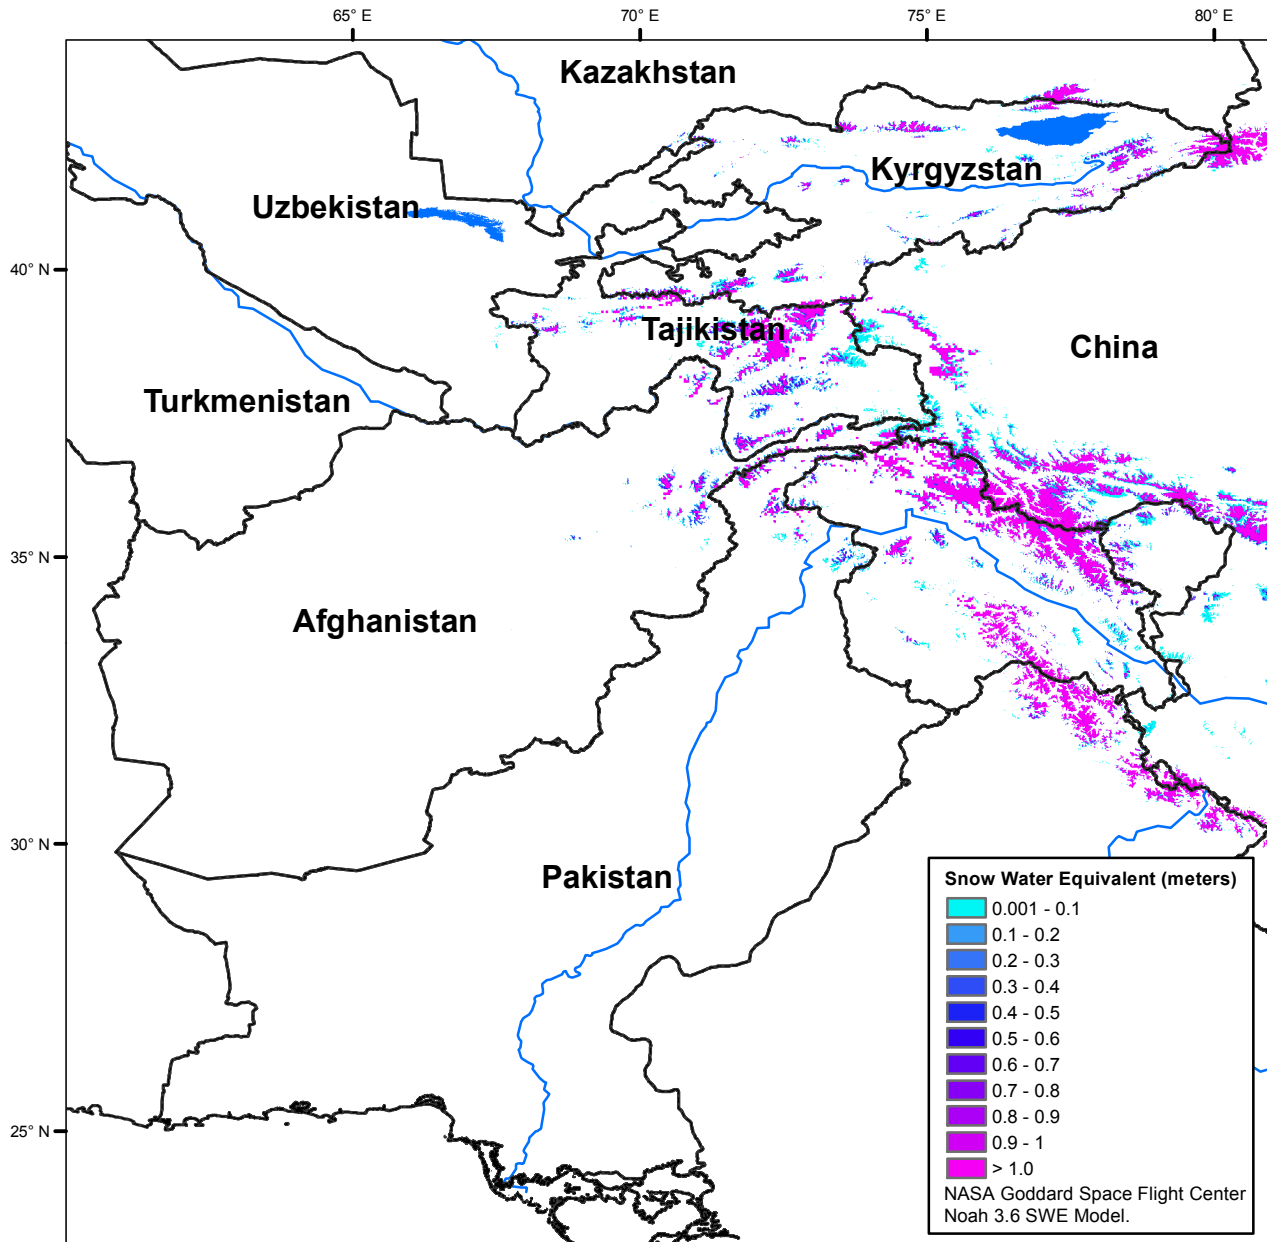 65° E
70° E
75° E
80° E
Kazakhstan
Kyrgyzstan
Uzbekistan
40° N
Tajikistan
China
Turkmenistan
35° N
Afghanistan
30° N
Pakistan
Snow Water Equivalent (meters)
0.001 - 0.1
0.1 - 0.2
0.2 - 0.3
0.3 - 0.4
0.4 - 0.5
0.5 - 0.6
0.6 - 0.7
0.7 - 0.8
0.8 - 0.9
0.9 - 1
> 1.0
NASA Goddard Space Flight Center
Noah 3.6 SWE Model.
25° N